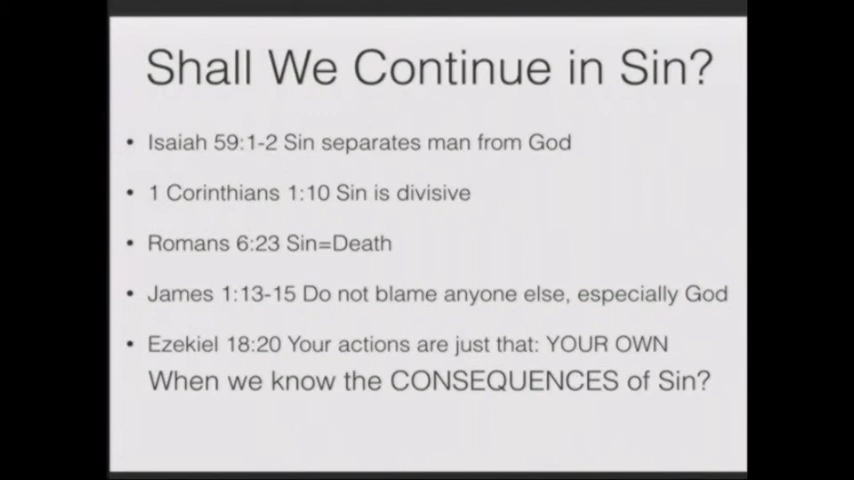 Shall We Continue in Sin?
• Isaiah 59:1-2 Sin separates man from God
• 1 Corinthians 1:10 Sin is divisive
• Romans 6:23 Sin=Death
• James 1:13-15 Do not blame anyone else, especially God
• Ezekiel 18:20 Your actions are just that: YOUR OWN
When we know the CONSEQUENCES of Sin?